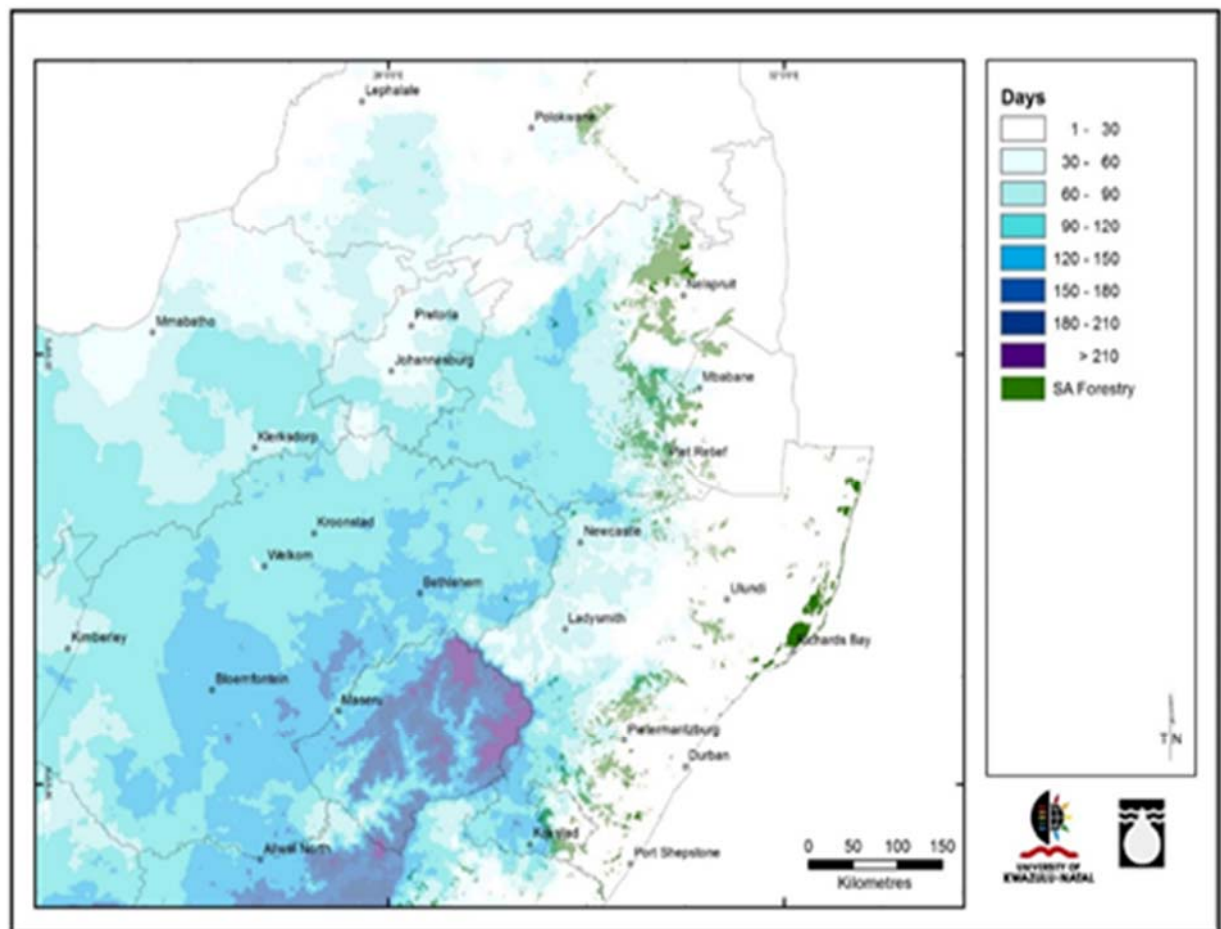 Lephalale
Polokwane
Nelspruit
Mmabatho
Pretoria
Johannesburg
Mbabane
Klerksdorp
Piet Retief
Kroonstad
Newcastle
Welkom
Bethlehem
Ulundi
Ladysmith
Kimberley
Richards Bay
Bloemfontein
Maseru
Pietermaritzburg
Durban
Kokstad
Aliwal North
Port Shepstone
0 50 100 150
Kilometres
Days
1 - 30
30 - 60
60 - 90
90 - 120
120 - 150
150 - 180
180 - 210
> 210
SA Forestry
N
UNIVERSITY OF
KWAZULU-NATAL